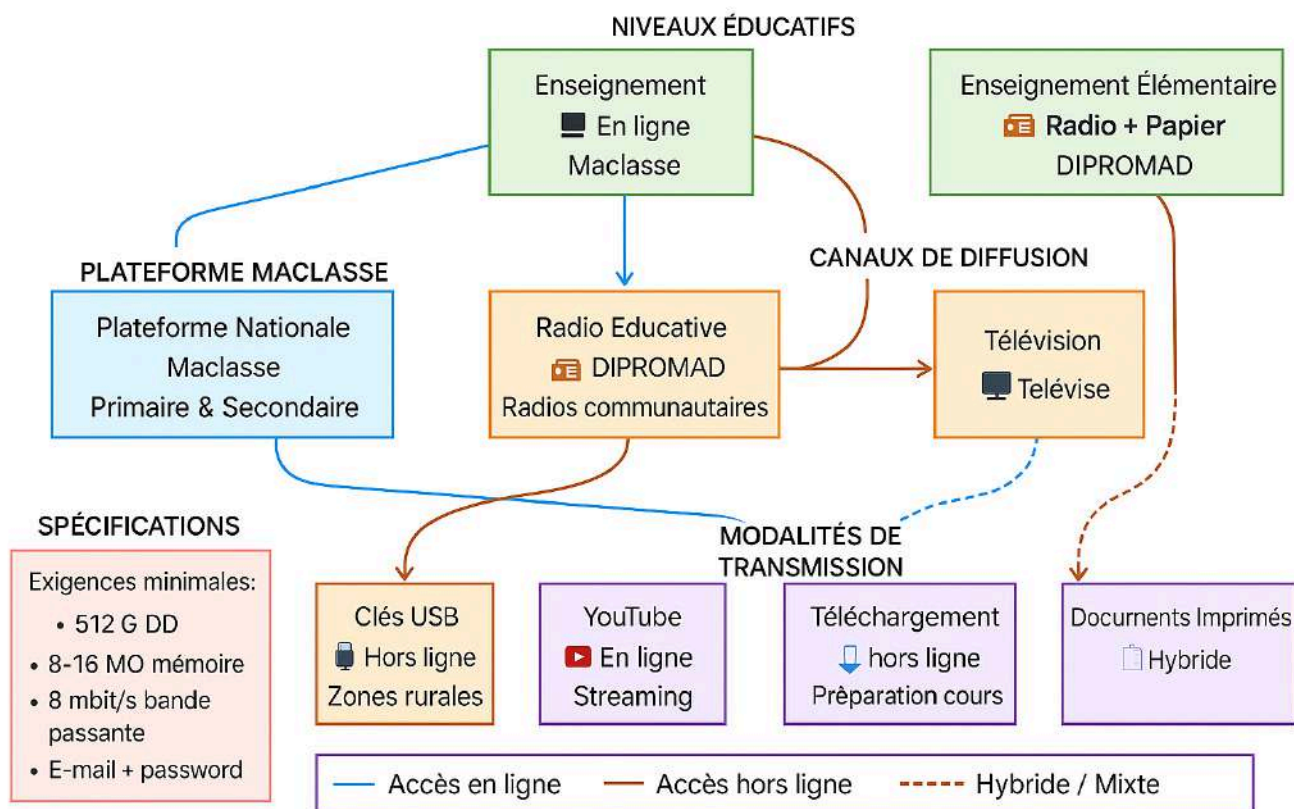 NIVEAUX ÉDUCATIFS
Enseignement
En ligne
Maclasse
Enseignement Élémentaire
Radio + Papier
DIPROMAD
PLATEFORME MACLASSE
CANAUX DE DIFFUSION
Plateforme Nationale
Maclasse
Primaire & Secondaire
Radio Educative
DIPROMAD
Radios communautaires
Télévision
Telévise
SPÉCIFICATIONS
Exigences minimales:
• 512 G DD
• 8-16 MO mémoire
• 8 mbit/s bande
passante
• E-mail + password
MODALITÉS DE
TRANSMISSION
Clés USB
Hors ligne
Zones rurales
YouTube
En ligne
Streaming
Téléchargement
hors ligne
Prêparation cours
Documents Imprimés
Hybride
Accès en ligne
Accès hors ligne
Hybride / Mixte